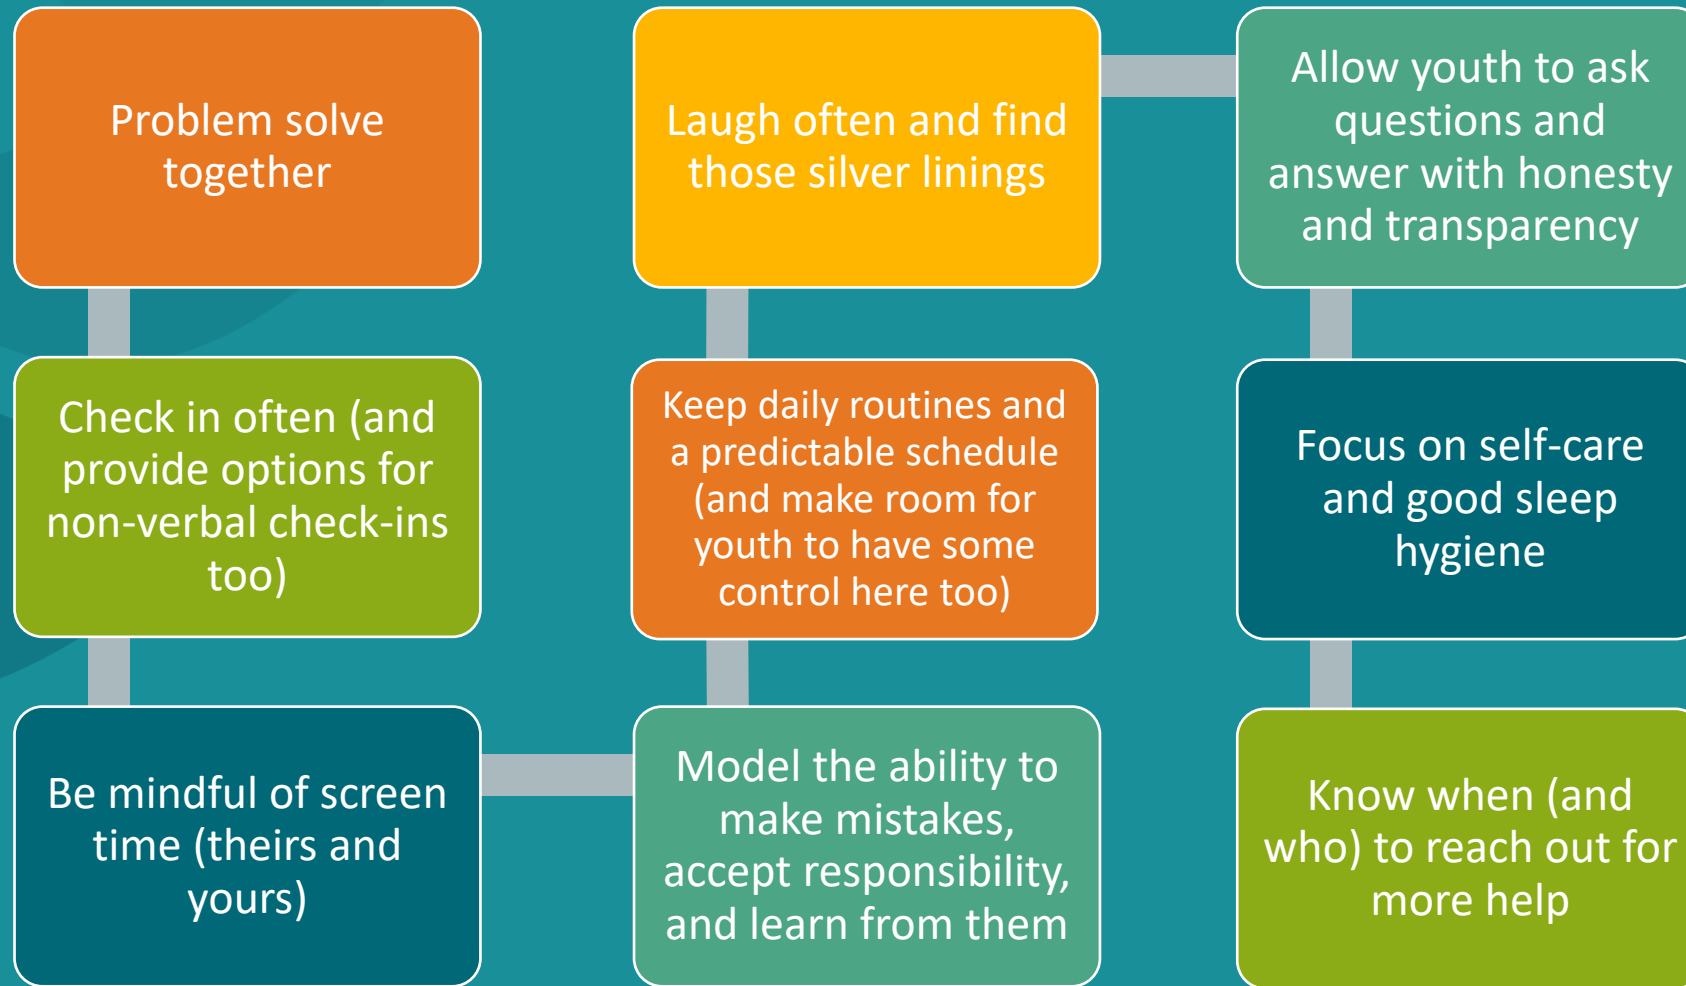 Problem solve
together
Check in often (and
provide options for
non-verbal check-ins
too)
Be mindful of screen
time (theirs and
yours)
Model the ability to
make mistakes,
accept responsibility,
and learn from them
Keep daily routines and
a predictable schedule
(and make room for
youth to have some
control here too)
Laugh often and find
those silver linings
Allow youth to ask
questions and
answer with honesty
and transparency
Focus on self-care
and good sleep
hygiene
Know when (and
who) to reach out for
more help